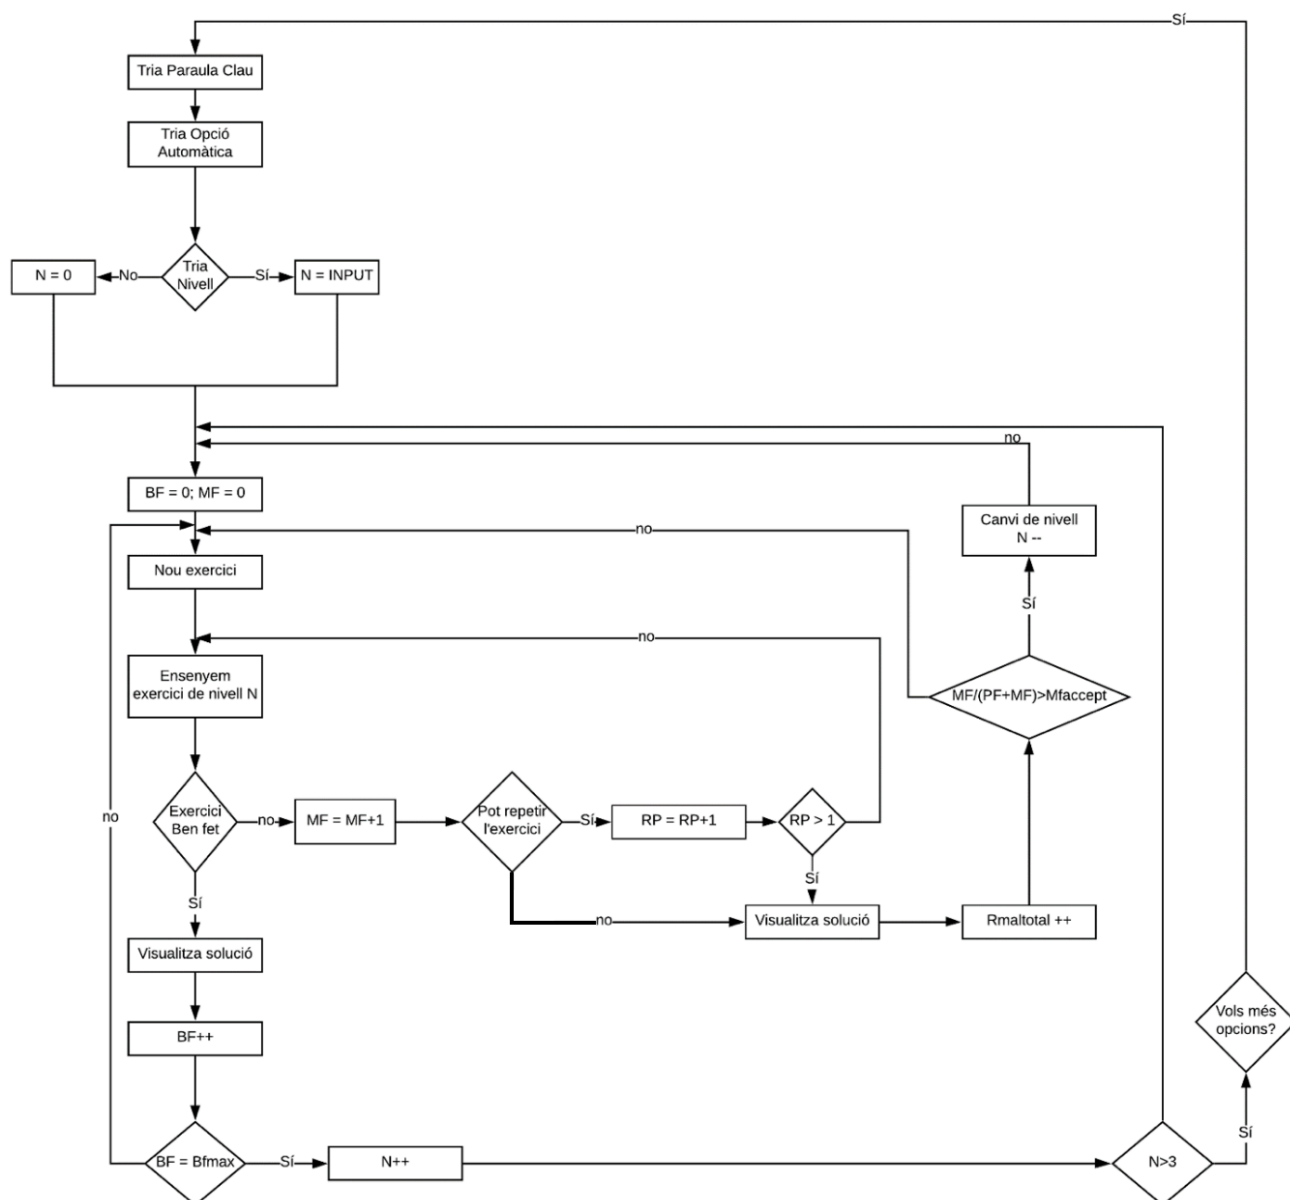 Sí
Tria Paraula Clau
Tria Opció
Automàtica
N = 0
No
Tria
Nivell
Sí
N = INPUT
no
BF = 0; MF = 0
no
Canvi de nivell
N --
Nou exercici
Sí
no
Ensenyem
exercici de nivell N
MF/(PF+MF)>Mfaccept
no
Exercici
Ben fet
no
MF = MF+1
Pot repetir
l'exercici
Sí
RP = RP+1
RP > 1
Sí
Sí
no
Visualitza solució
Rmaltotal ++
Visualitza solució
BF++
Vols més
opcions?
Sí
BF = Bfmax
Sí
N++
N>3